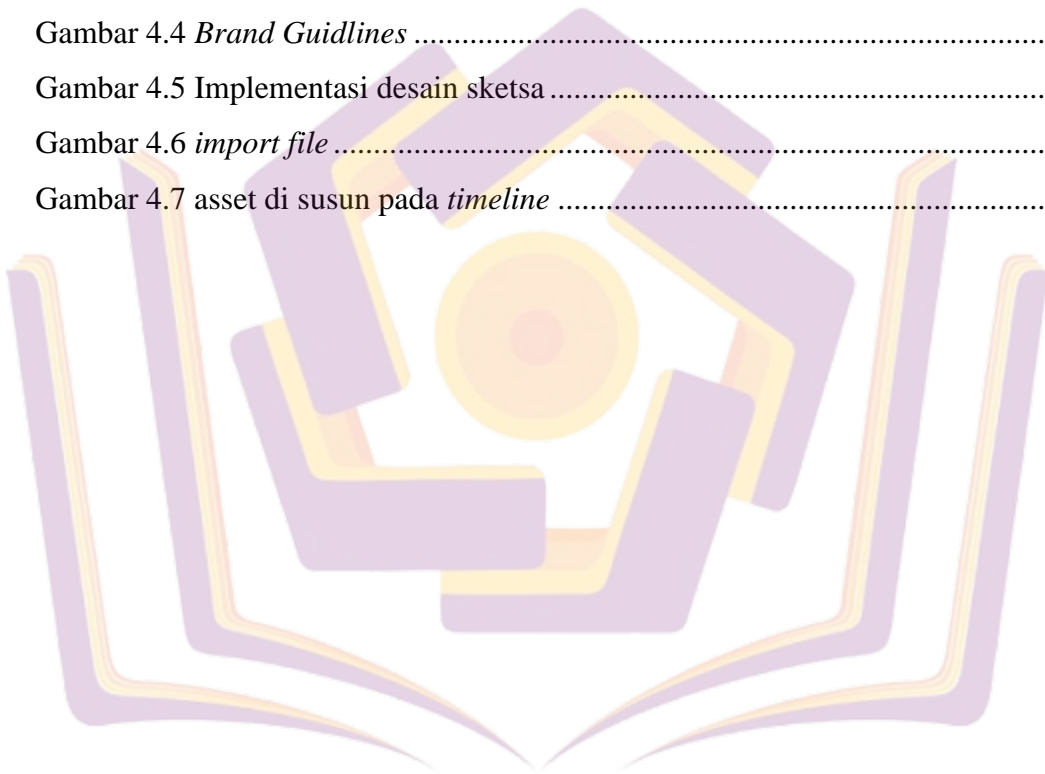 Gambar 4.4 Brand Guidlines ........................................................................................
Gambar 4.5 Implementasi desain sketsa ....................................................................
Gambar 4.6 import file ..................................................................................................
Gambar 4.7 asset di susun pada timeline ...................................................................